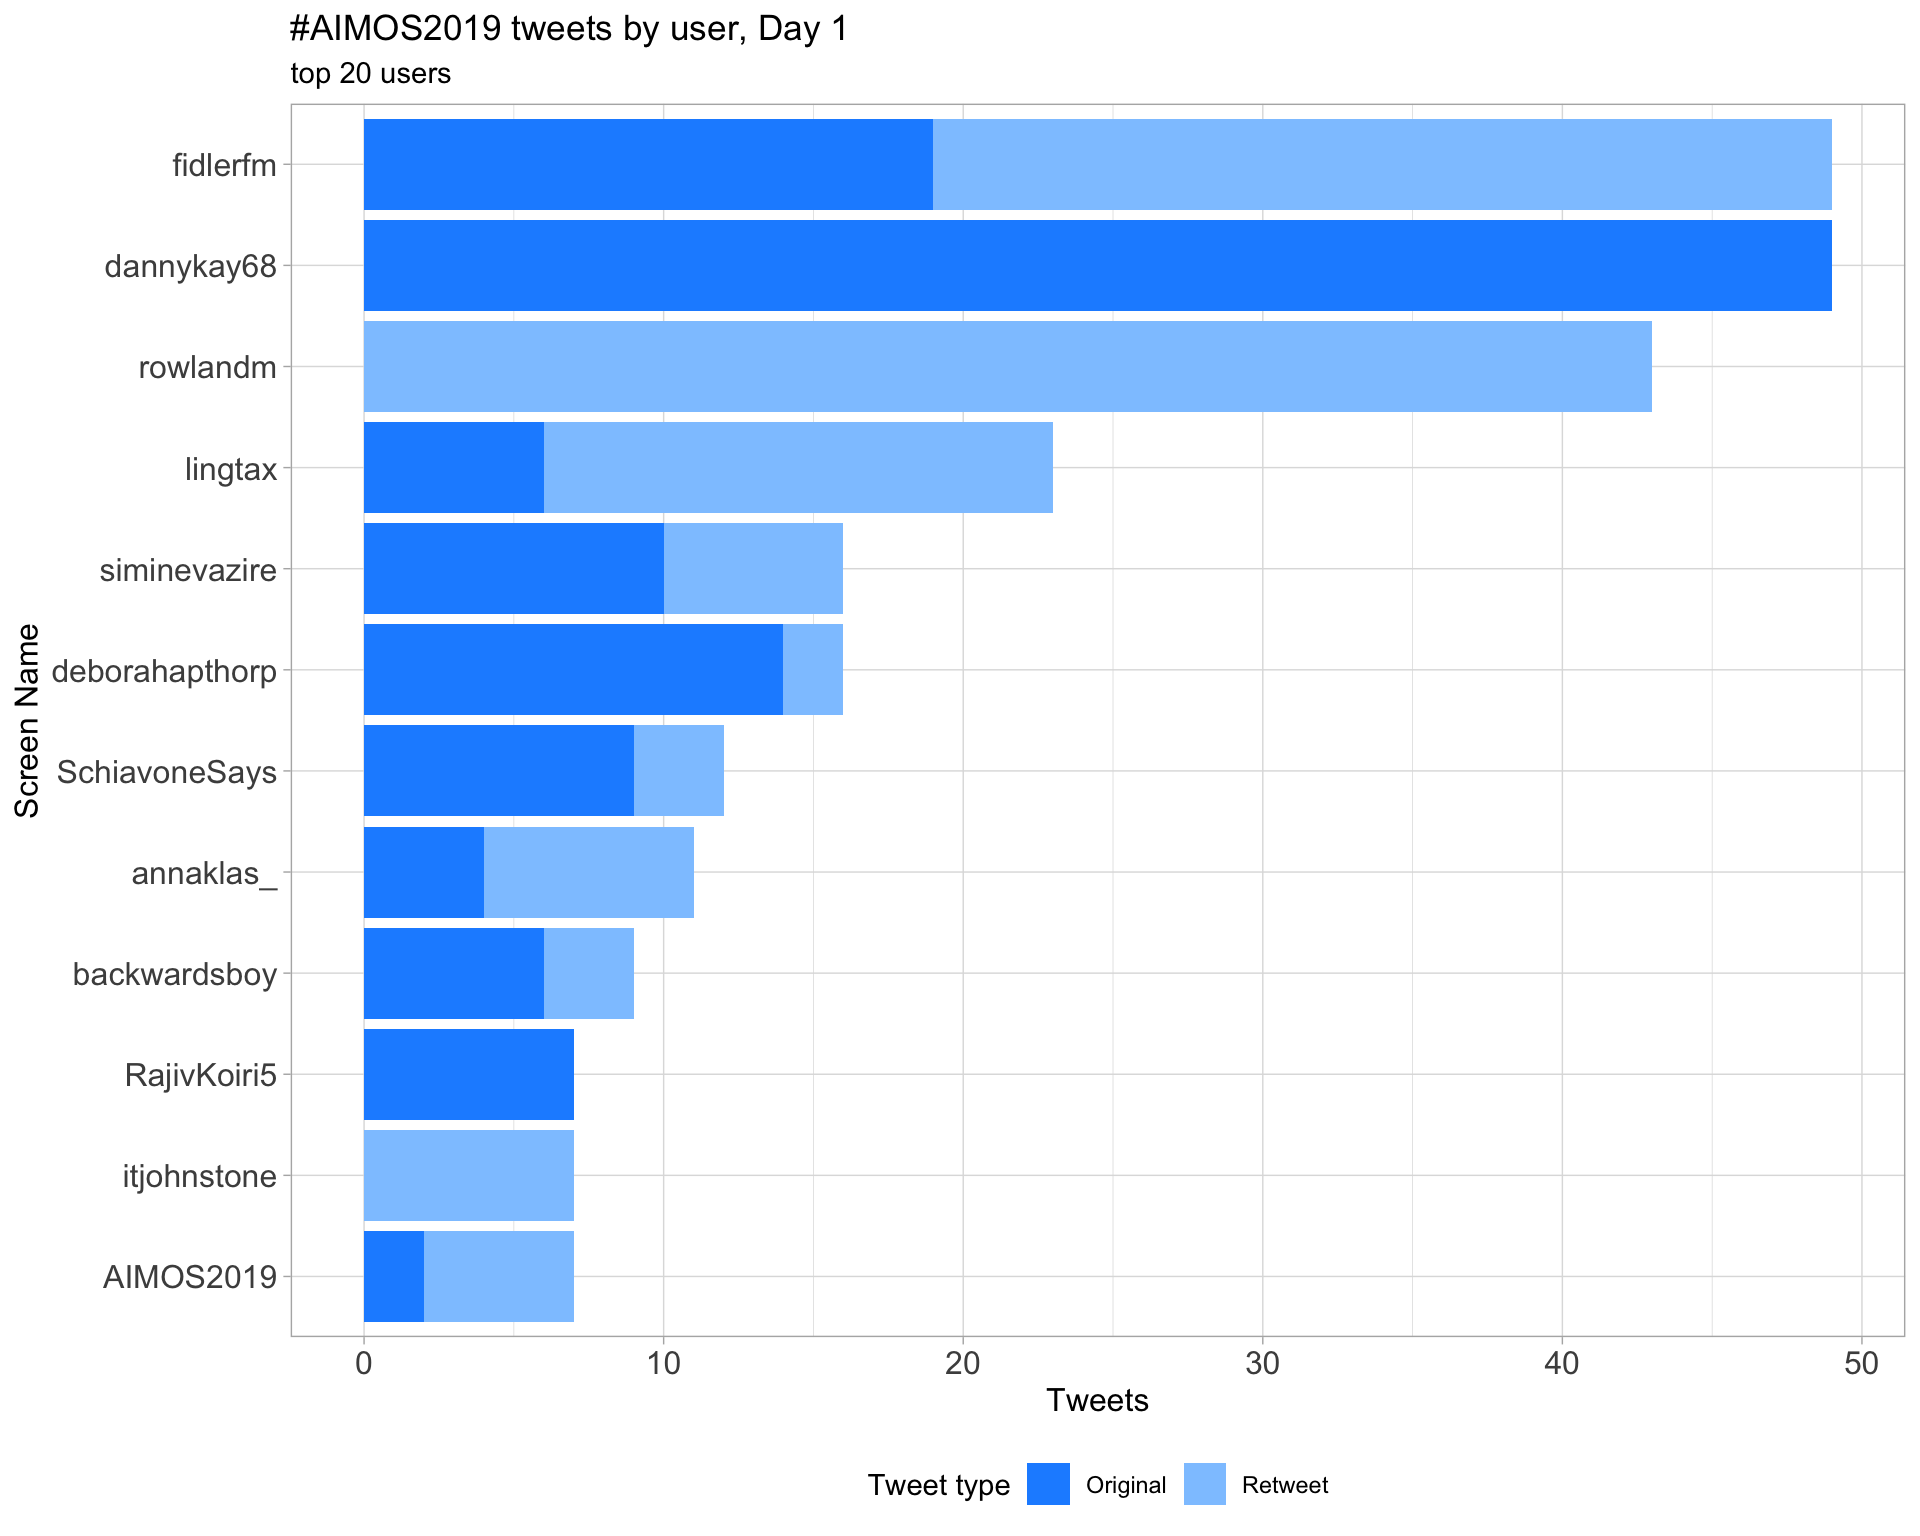 #AIMOS2019 tweets by user, Day 1
top 20 users
Screen Name
fidlerfm
dannykay68
rowlandm
lingtax
siminevazire
deborahapthorp
SchiavoneSays
annaklas_
backwardsboy
RajivKoiri5
itjohnstone
AIMOS2019
0 10 20 30 40 50
Tweets
Tweet type Original Retweet